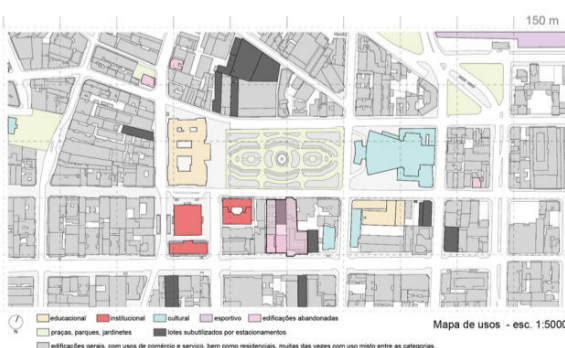 150 m
educacional institucional cultural esportivo edificações abandonadas
praças, parques, jardinetes lotes subutilizados por estacionamentos
Mapa de usos - esc. 1:5000
N
edificações gerais, com usos de comércio e serviço, bem como residenciais, muitas das vezes com uso misto entre as categorias.